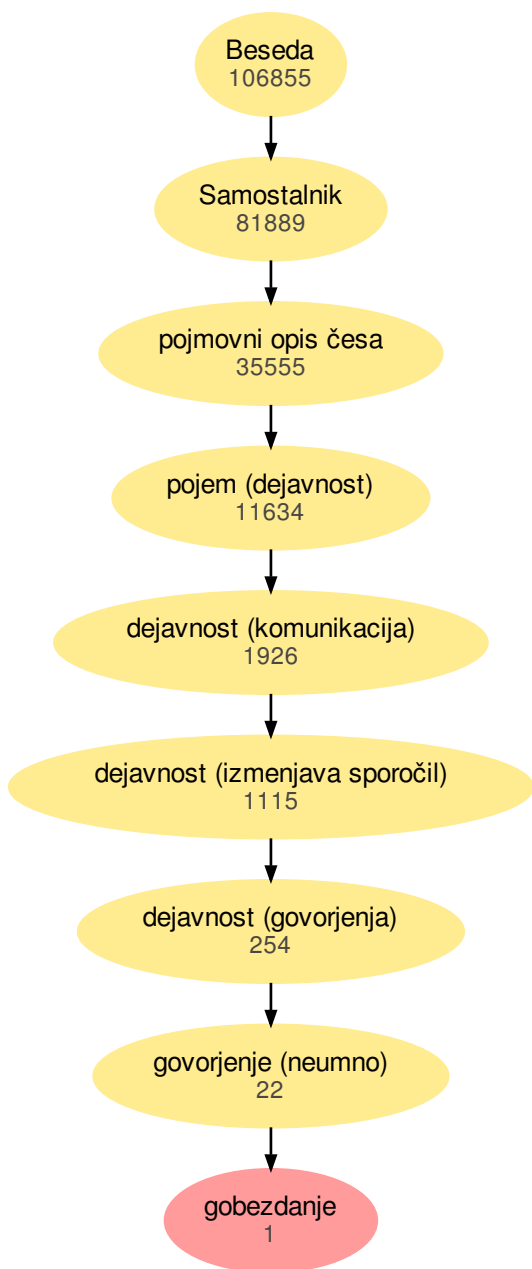 Beseda
106855
Samostalnik
81889
pojmovni opis česa
35555
pojem (dejavnost)
11634
dejavnost (komunikacija)
1926
dejavnost (izmenjava sporočil)
1115
dejavnost (govorjenja)
254
govorjenje (neumno)
22
gobezdanje
1